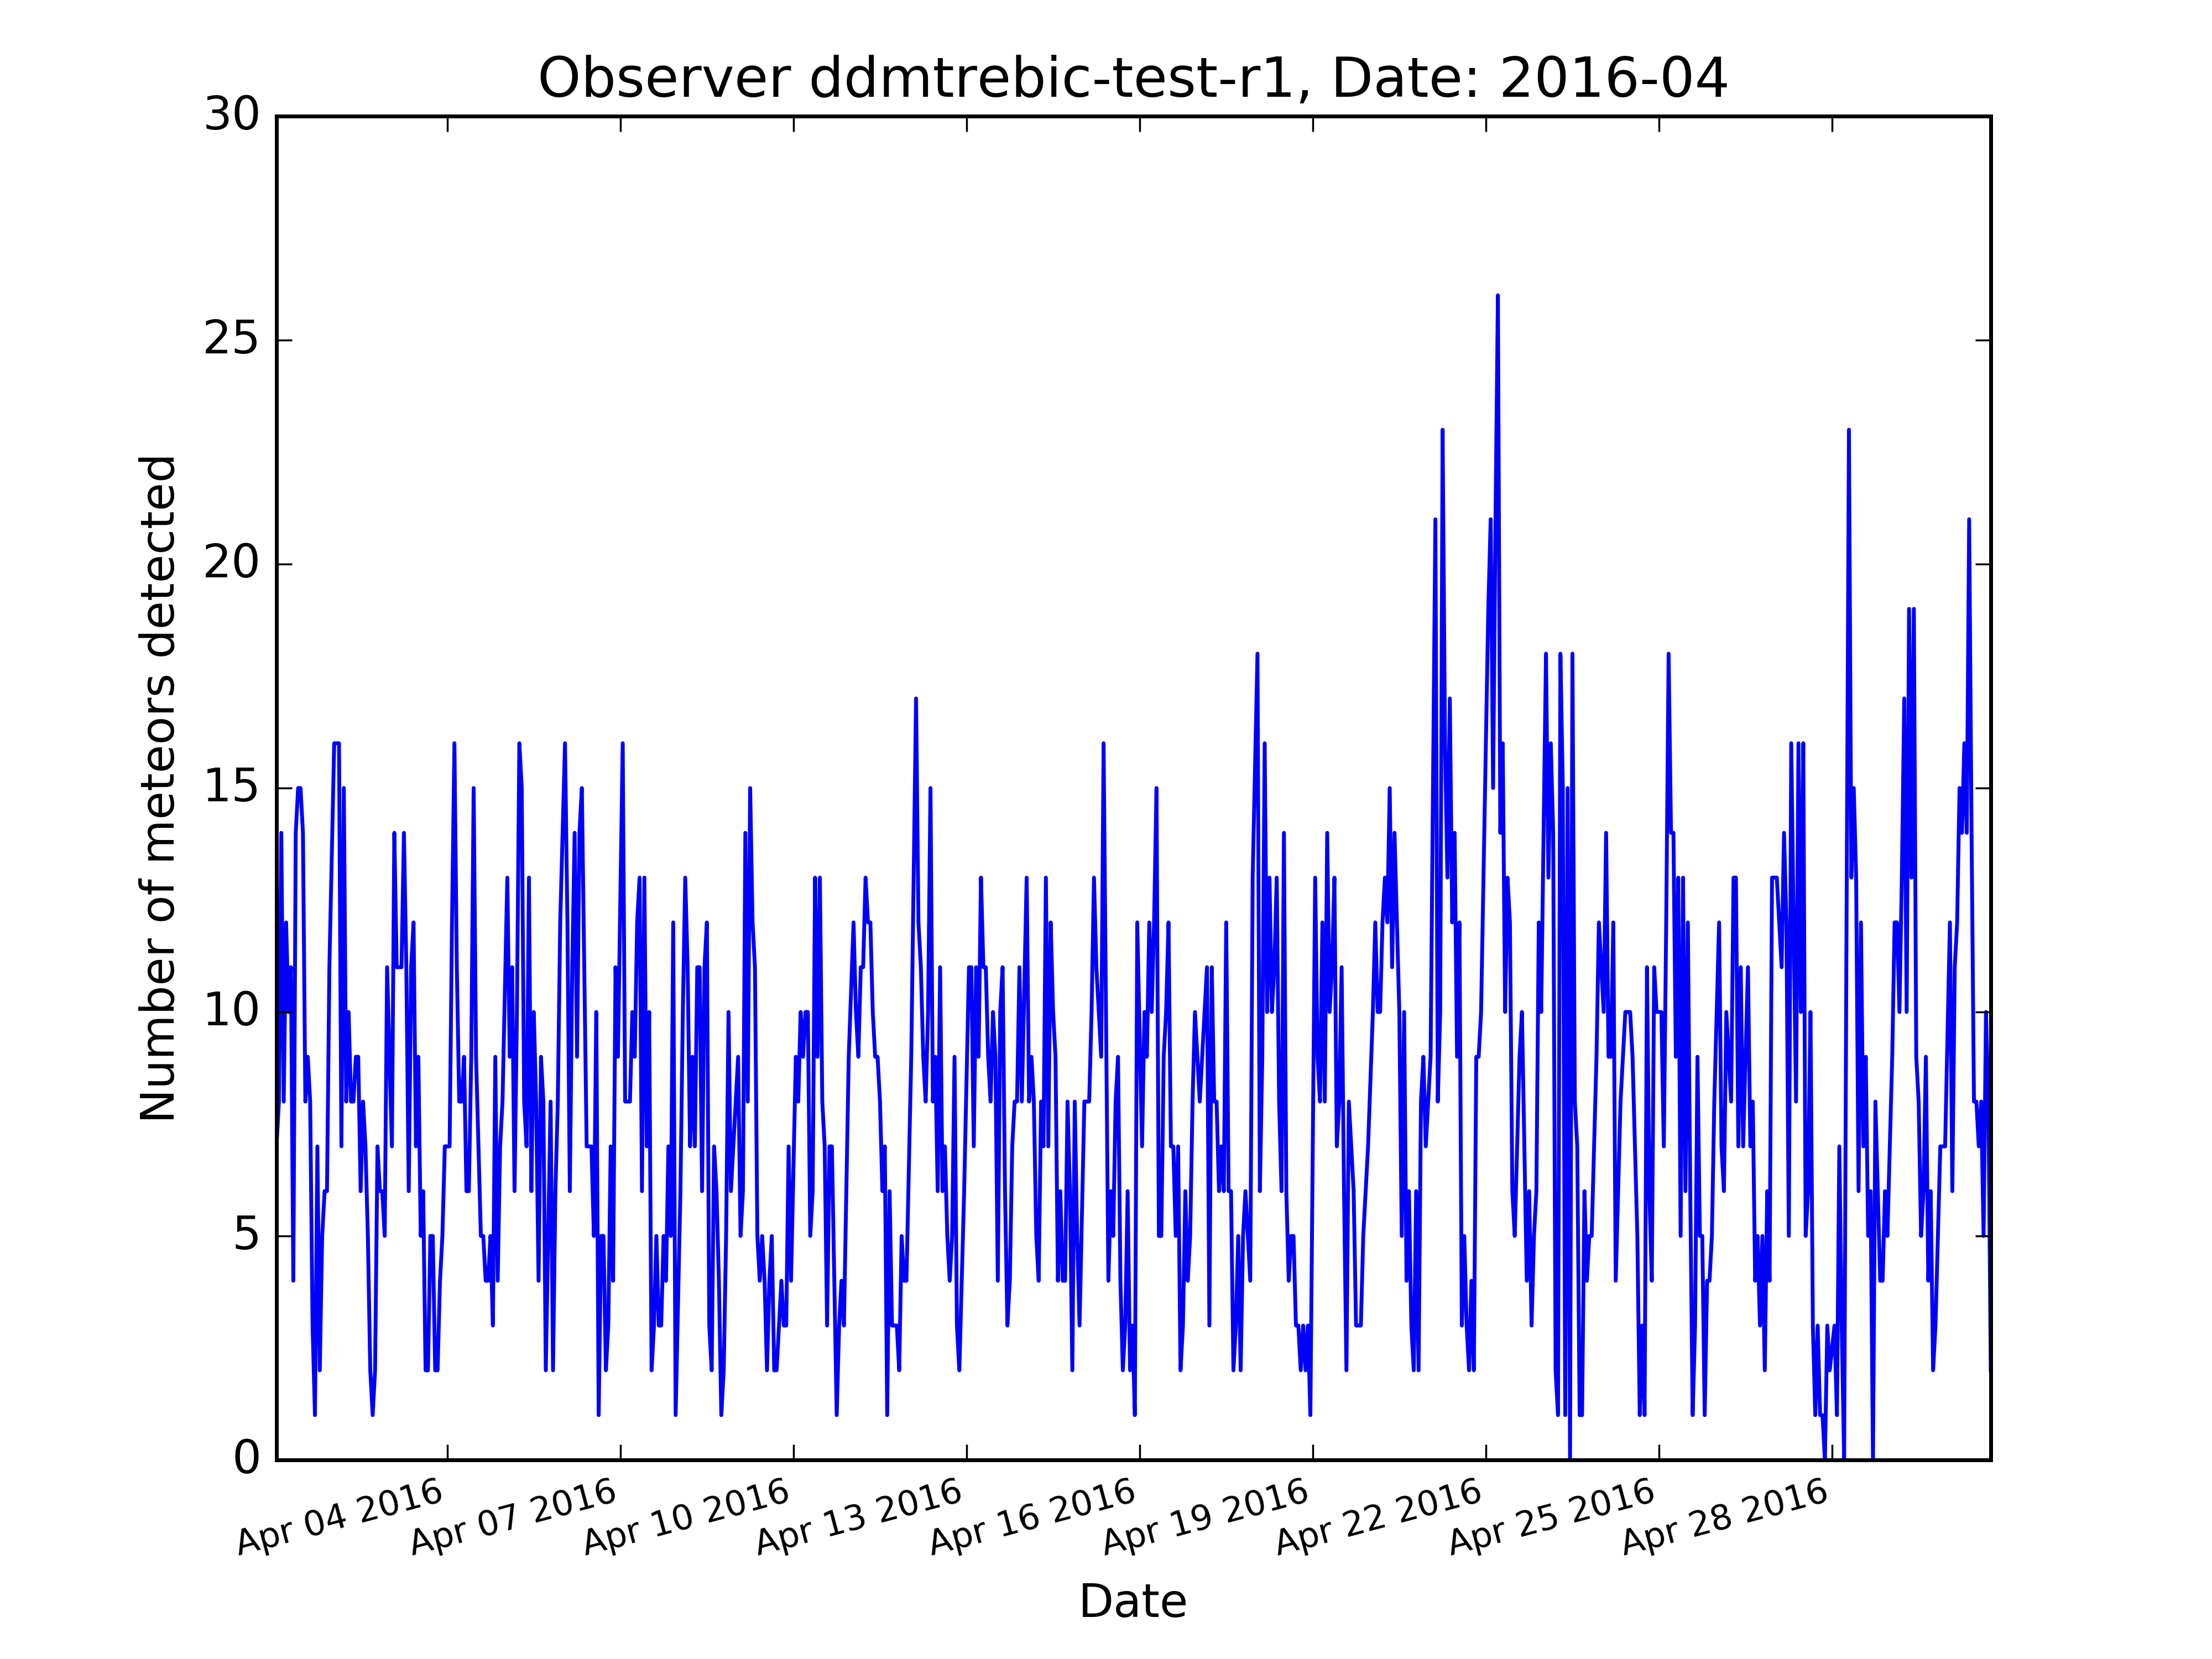 Observer ddmtrebic-test-r1, Date: 2016-04
Number of meteors detected
30
25
20
15
10
5
0
Apr 04 2016
Apr 07 2016
Apr 10 2016
Apr 13 2016
Apr 16 2016
Apr 19 2016
Apr 22 2016
Apr 25 2016
Apr 28 2016
Date